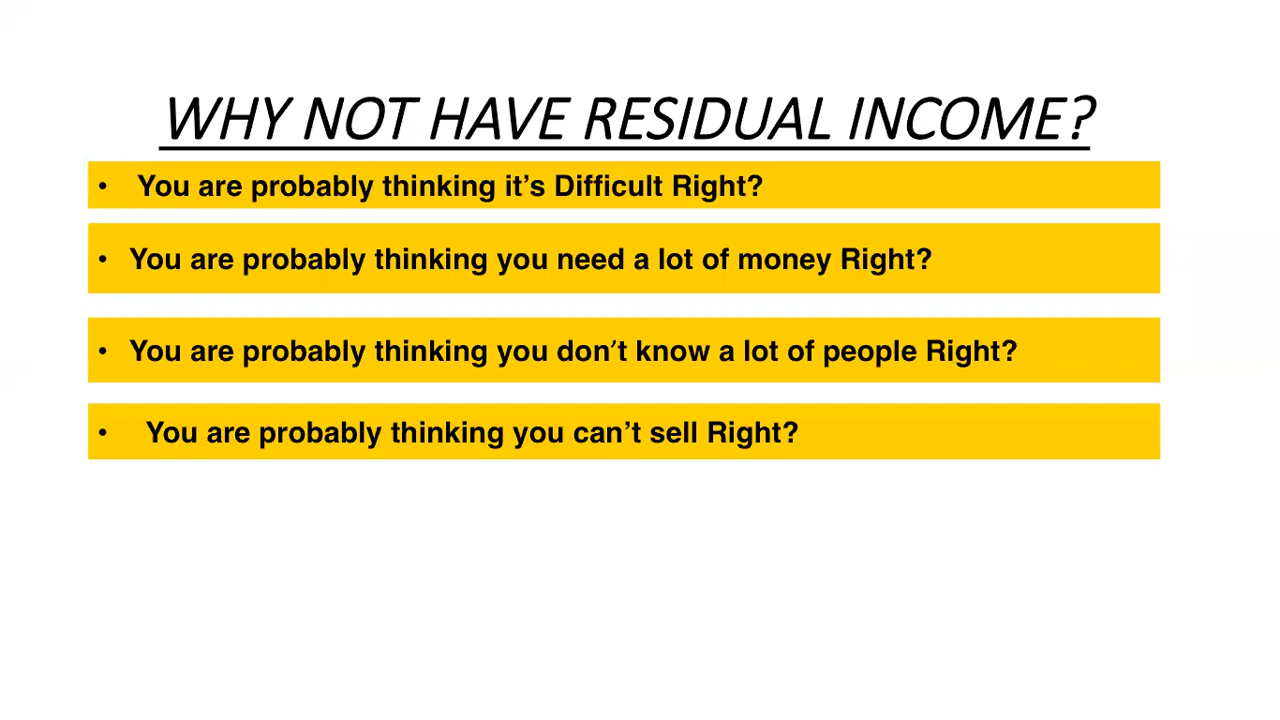 WHY NOT HAVE RESIDUAL INCOME?
• You are probably thinking it’s Difficult Right?
• You are probably thinking you need a lot of money Right?
• You are probably thinking you don’t know a lot of people Right?
• You are probably thinking you can’t sell Right?